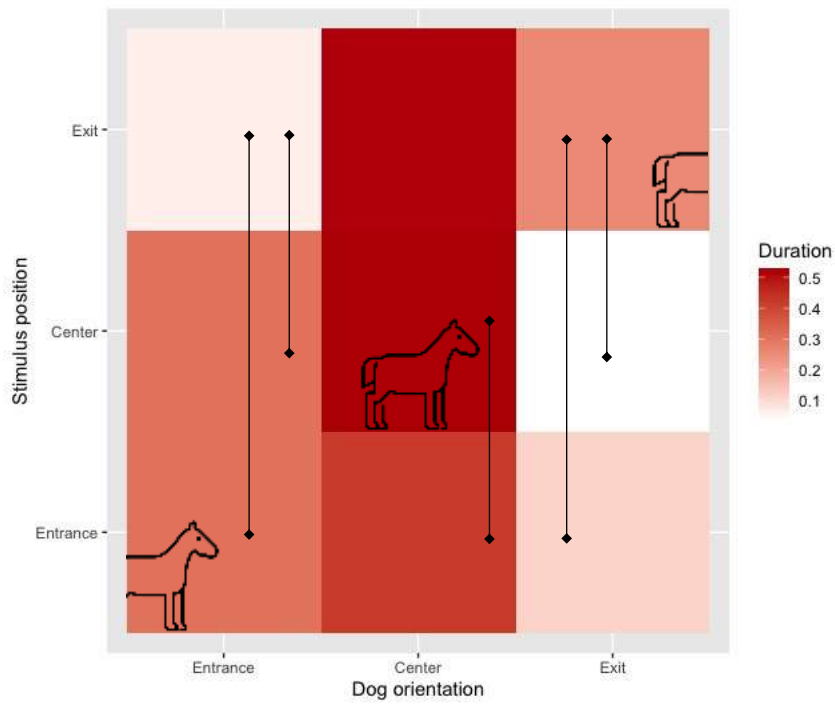 Exit
Center
Entrance
Stimulus position
Entrance
Center
Exit
Dog orientation
Duration
0.5
0.4
0.3
0.2
0.1